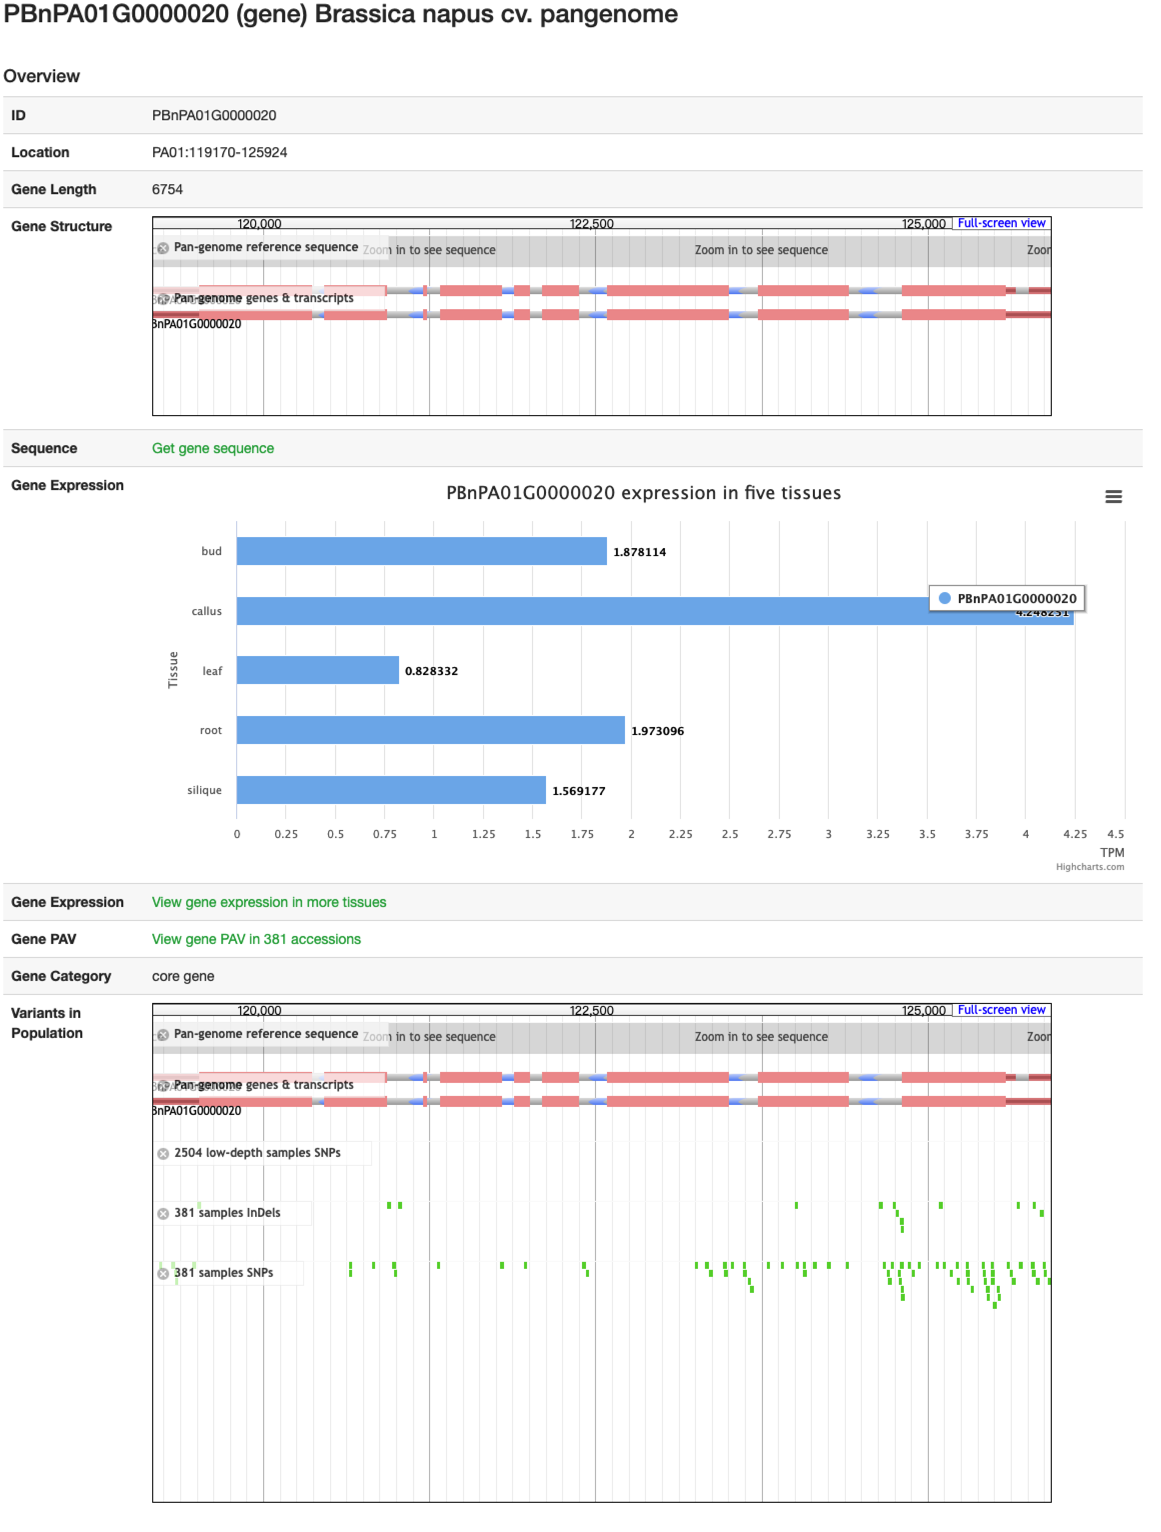 PBnPA01G0000020 (gene) Brassica napus cv. pangenome
Overview
ID PBnPA01G0000020
Location PA01:119170-125924
Gene Length 6754
Gene Structure
120,000 122,500 125,000 Full-screen view
Pan-genome reference sequence Zoom in to see sequence Zoom in to see sequence Zoor
Pan-genome genes & transcripts
BnPA01G0000020
Sequence Get gene sequence
Gene Expression
PBnPA01G0000020 expression in five tissues
Tissue
bud 1.878114
PBnPA01G0000020
callus 4.248231
leaf 0.828332
root 1.973096
silique 1.569177
0 0.25 0.5 0.75 1 1.25 1.5 1.75 2 2.25 2.5 2.75 3 3.25 3.5 3.75 4 4.25 4.5
TPM
Highcharts.com
Gene Expression View gene expression in more tissues
Gene PAV View gene PAV in 381 accessions
Gene Category core gene
Variants in
Population
120,000 122,500 125,000 Full-screen view
Pan-genome reference sequence Zoom in to see sequence Zoom in to see sequence Zoor
Pan-genome genes & transcripts
BnPA01G0000020
2504 low-depth samples SNPs
381 samples InDels
381 samples SNPs